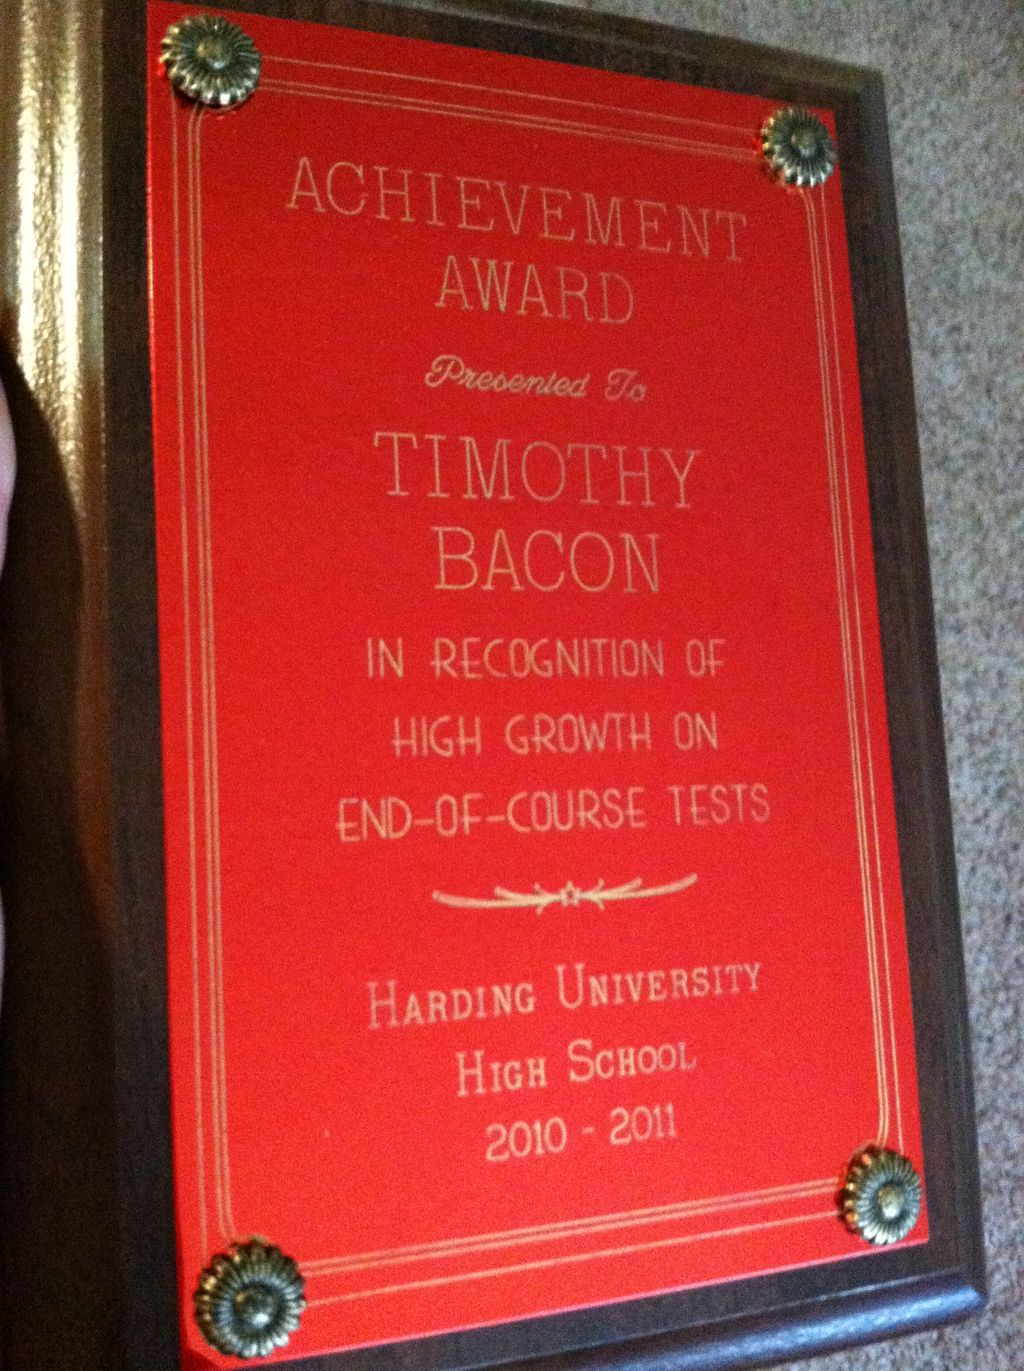 ACHIEVEMENT
AWARD
Presented To
TIMOTHY
BACON
IN RECOGNITION OF
HIGH GROWTH ON
END-OF-COURSE TESTS
HARDING UNIVERSITY
HIGH SCHOOL
2010 - 2011